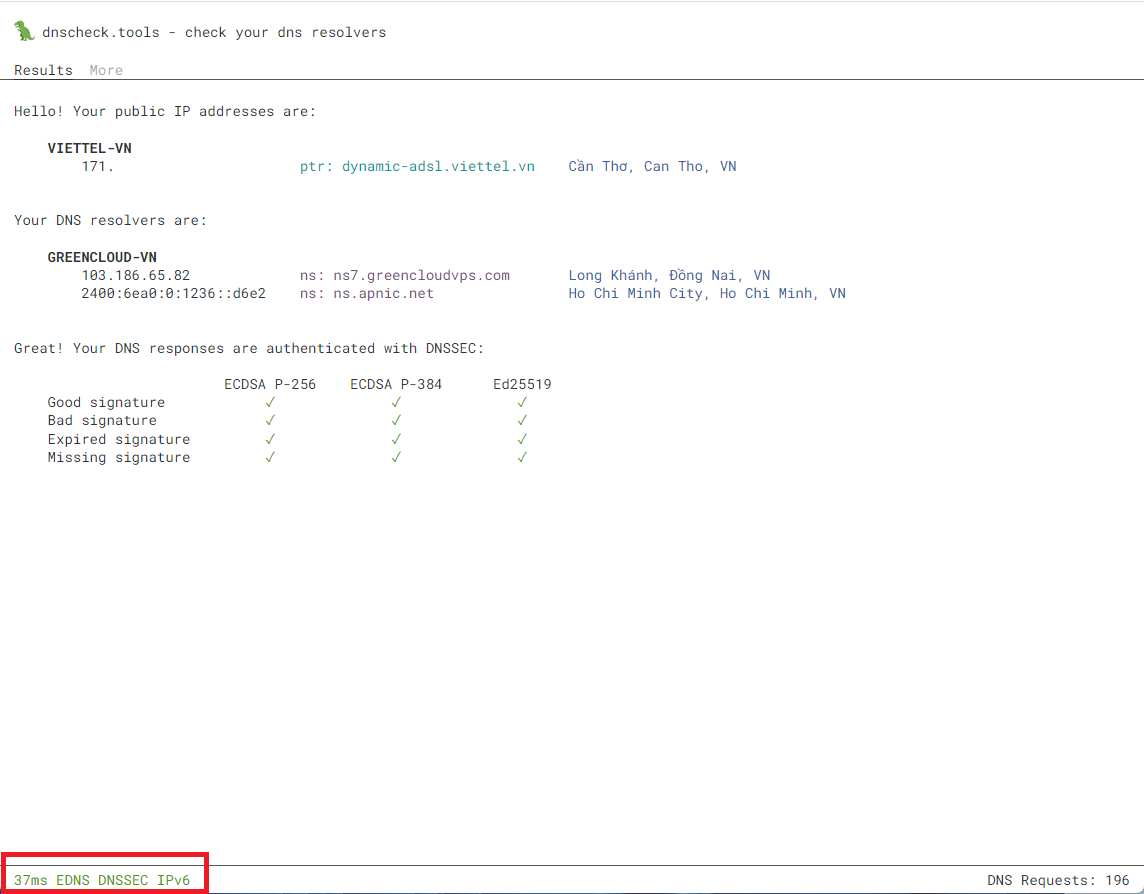 dnscheck.tools - check your dns resolvers
Results More
Hello! Your public IP addresses are:
VIETTEL-VN
171. ptr: dynamic-adsl.viettel.vn Cần Thơ, Can Tho, VN
Your DNS resolvers are:
GREENCLOUD-VN
103.186.65.82 ns: ns7.greencloudvps.com Long Khánh, Đồng Nai, VN
2400:6ea0:0:1236::d6e2 ns: ns.apnic.net Ho Chi Minh City, Ho Chi Minh, VN
Great! Your DNS responses are authenticated with DNSSEC:
ECDSA P-256 ECDSA P-384 Ed25519
Good signature ✓ ✓ ✓
Bad signature ✓ ✓ ✓
Expired signature ✓ ✓ ✓
Missing signature ✓ ✓ ✓
37ms EDNS DNSSEC IPv6 DNS Requests: 196